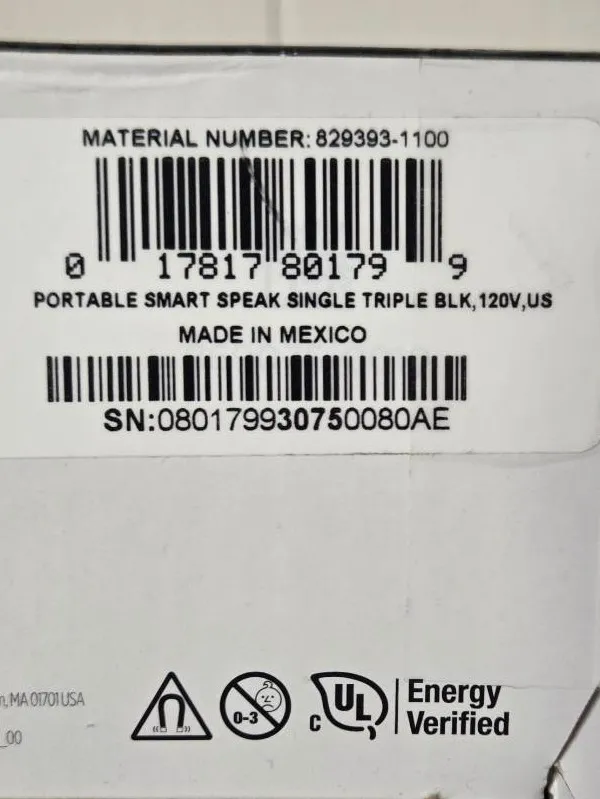 MATERIAL NUMBER: 829393-1100
0 17817 80179 9
PORTABLE SMART SPEAK SINGLE TRIPLE BLK,120V,US
MADE IN MEXICO
SN:080179930750080AE
, MA 01701 USA
_00
0-3
C UL
Energy
Verified